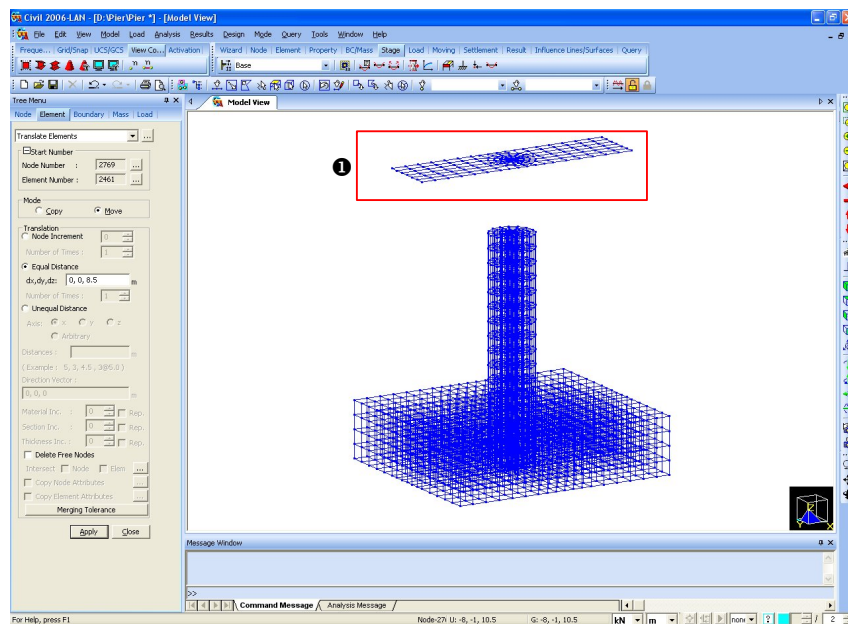 Civil 2006-LAN - [D:\Pier\Pier *] - [Model View]
File Edit View Model Load Analysis Results Design Mode Query Tools Window Help
Freque... Grid/Snap UCS/GCS View Co... Activation Wizard Node Element Property BC/Mass Stage Load Moving Settlement Result Influence Lines/Surfaces Query
Base
Tree Menu
Model View
Node Element Boundary Mass Load
Translate Elements
Start Number
Node Number : 2769
Element Number : 2461
Mode
Copy Move
Translation
Node Increment 0
Number of Times : 1
Equal Distance
dx,dy,dz: 0, 0, 8.5 m
Number of Times : 1
Unequal Distance
Axis: x y z
Arbitrary
Distances : m
( Example : 5, 3, 4.5 , 3@5.0 )
Direction Vector :
0, 0, 0 m
Material Inc. : 0 Rep.
Section Inc. : 0 Rep.
Thickness Inc. : 0 Rep.
Delete Free Nodes
Intersect Node Elem ...
Copy Node Attributes ...
Copy Element Attributes ...
Merging Tolerance
Apply Close
❶
Message Window
>>
Command Message Analysis Message
For Help, press F1 Node-27 U: -8, -1, 10.5 G: -8, -1, 10.5 kN m non 2